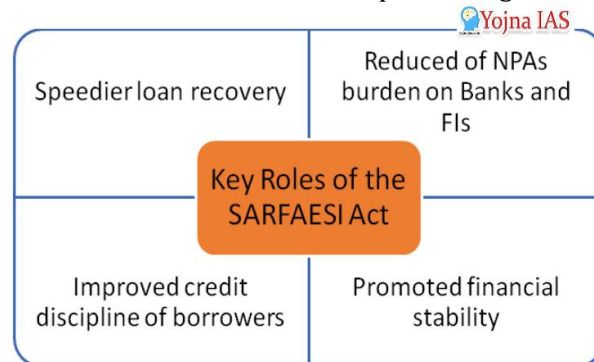 Yojna IAS
Speedier loan recovery
Reduced of NPAs
burden on Banks and
FIs
Key Roles of the
SARFAESI Act
Improved credit
discipline of borrowers
Promoted financial
stability